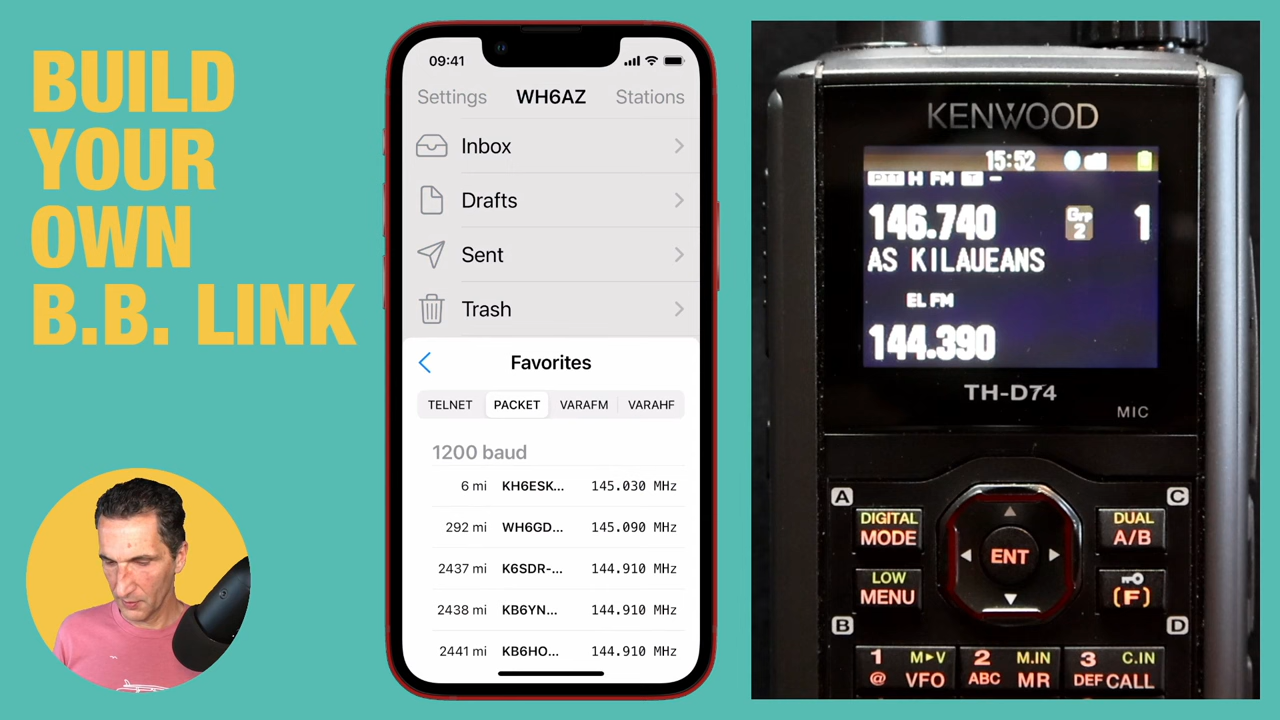 BUILD
YOUR
OWN
B.B. LINK
09:41
Settings WH6AZ Stations
Inbox
Drafts
Sent
Trash
Favorites
TELNET PACKET VARAFM VARAHF
1200 baud
6 mi KH6ESK... 145.030 MHz
292 mi WH6GD... 145.090 MHz
2437 mi K6SDR-... 144.910 MHz
2438 mi KB6YN... 144.910 MHz
2441 mi KB6HO... 144.910 MHz
KENWOOD
15:52
PTT H FM T -
146.740 Grp 2 1
AS KILAUEANS
EL FM
144.390
TH-D74
MIC
A C
DIGITAL MODE
DUAL A/B
ENT
LOW MENU
(F)
B D
1 M►V 2 M.IN 3 C.IN
@ VFO ABC MR DEF CALL